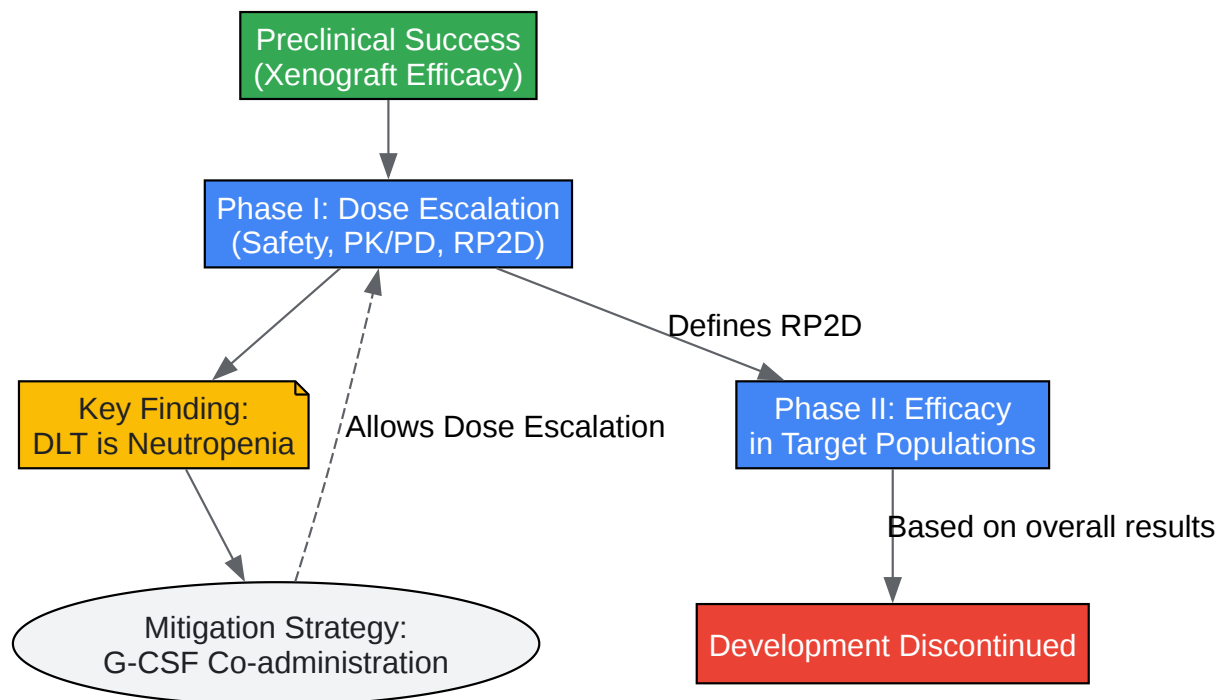 Preclinical Success
(Xenograft Efficacy)
Phase I: Dose Escalation
(Safety, PK/PD, RP2D)
Defines RP2D
Key Finding:
DLT is Neutropenia
Allows Dose Escalation
Phase II: Efficacy
in Target Populations
Based on overall results
Mitigation Strategy:
G-CSF Co-administration
Development Discontinued